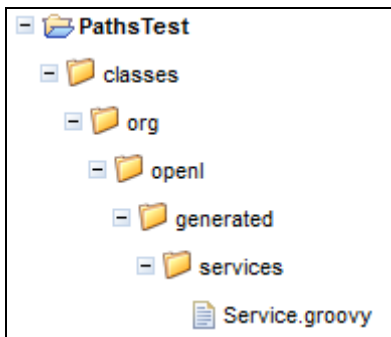 PathsTest
classes
org
openl
generated
services
Service.groovy